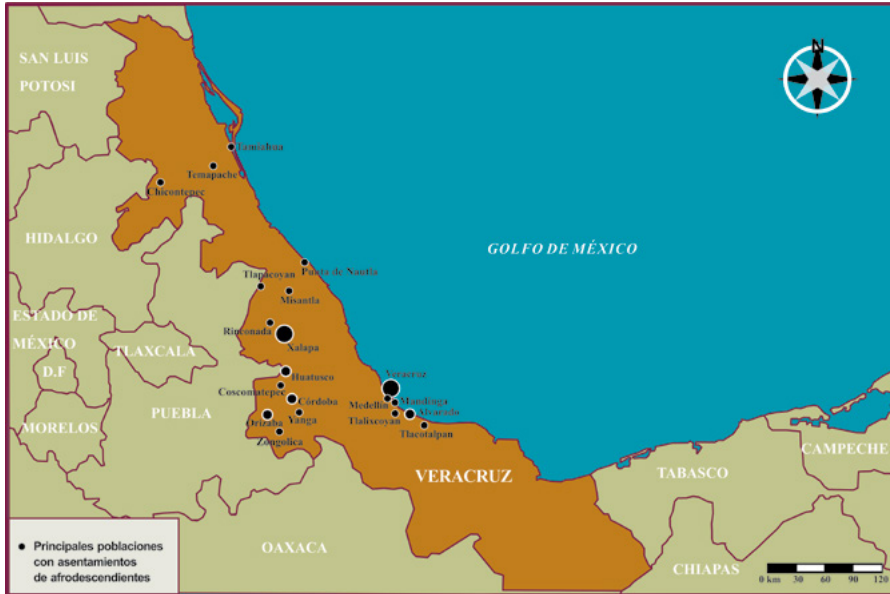 N
SAN LUIS
POTOSI
Tamiahua
Temapache
Chicontepec
HIDALGO
GOLFO DE MÉXICO
Punta de Nautla
Tlapacoyan
Misantla
ESTADO DE
MÉXICO
D.F
TLAXCALA
Rinconada
Xalapa
Huatusco
Coscomatepec
Veracruz
Medellín
Mandinga
Alvarado
Córdoba
MORELOS
PUEBLA
Orizaba
Yanga
Tlalixcoyan
Tlacotalpan
Zongolica
VERACRUZ
TABASCO
CAMPECHE
OAXACA
CHIAPAS
Principales poblaciones
con asentamientos
de afrodescendientes
0 km 30 60 90 120